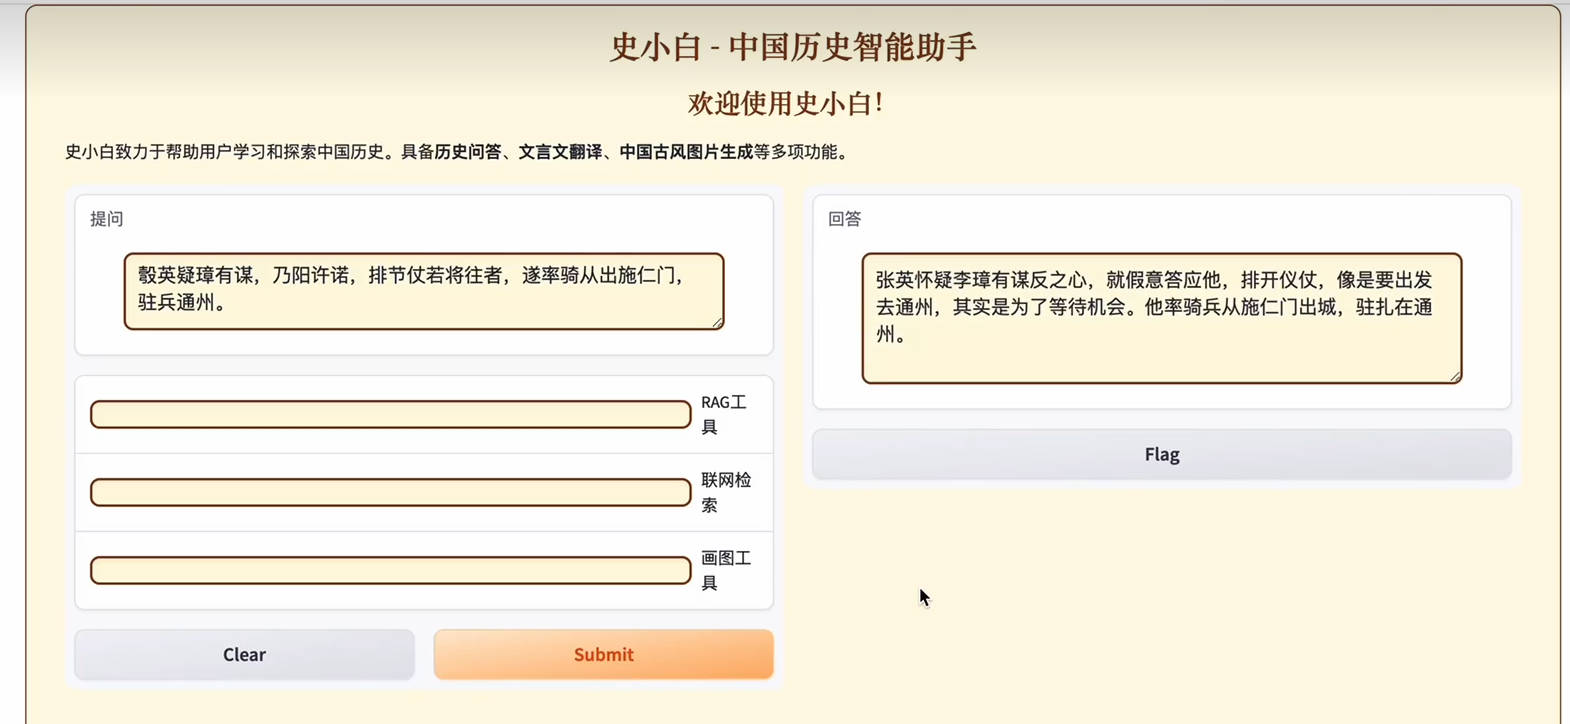 史小白 - 中国历史智能助手
欢迎使用史小白！
史小白致力于帮助用户学习和探索中国历史。具备历史问答、文言文翻译、中国古风图片生成等多项功能。
提问
彀英疑璋有谋，乃阳许诺，排节仗若将往者，遂率骑从出施仁门，
驻兵通州。
RAG工
具
联网检
索
画图工
具
Clear
Submit
回答
张英怀疑李璋有谋反之心，就假意答应他，排开仪仗，像是要出发
去通州，其实是为了等待机会。他率骑兵从施仁门出城，驻扎在通
州。
Flag